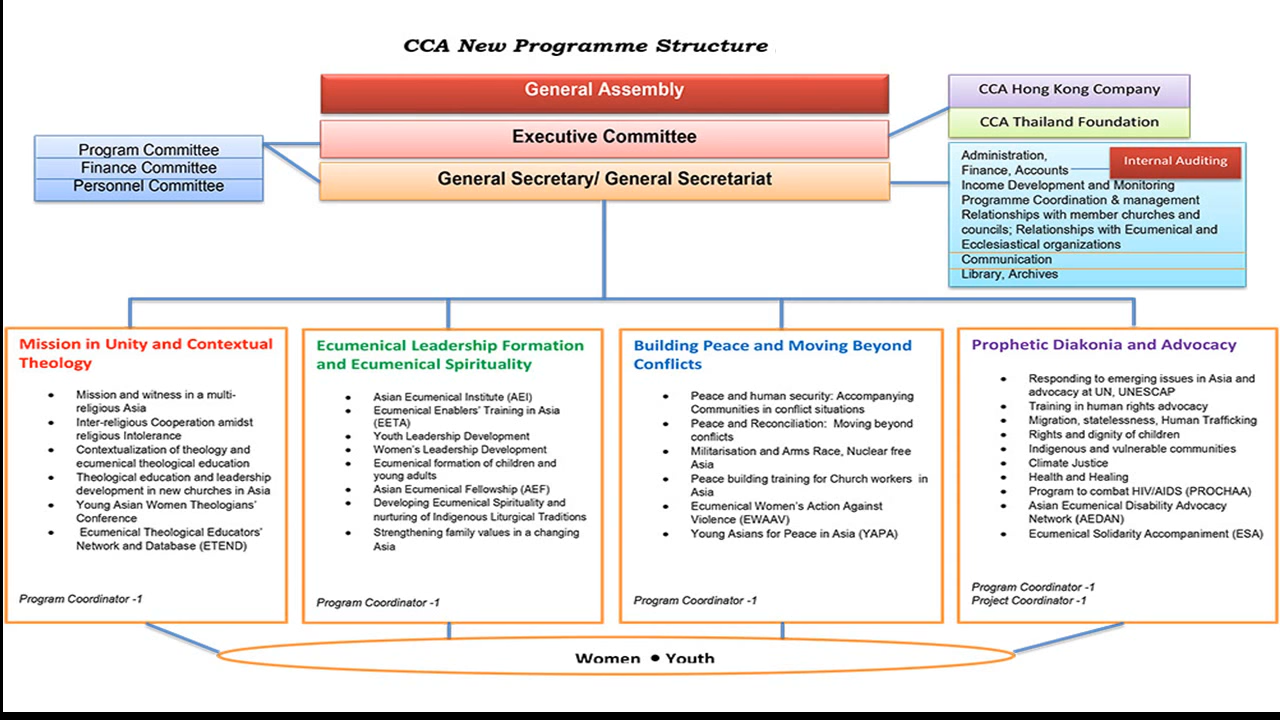 CCA New Programme Structure
General Assembly
Executive Committee
General Secretary/ General Secretariat
Program Committee
Finance Committee
Personnel Committee
CCA Hong Kong Company
CCA Thailand Foundation
Internal Auditing
Administration,
Finance, Accounts
Income Development and Monitoring
Programme Coordination & management
Relationships with member churches and
councils; Relationships with Ecumenical and
Ecclesiastical organizations
Communication
Library, Archives
Mission in Unity and Contextual
Theology
• Mission and witness in a multi-
religious Asia
• Inter-religious Cooperation amidst
religious Intolerance
• Contextualization of theology and
ecumenical theological education
• Theological education and leadership
development in new churches in Asia
• Young Asian Women Theologians'
Conference
• Ecumenical Theological Educators'
Network and Database (ETEND)
Program Coordinator -1
Ecumenical Leadership Formation
and Ecumenical Spirituality
• Asian Ecumenical Institute (AEI)
• Ecumenical Enablers' Training in Asia
(EETA)
• Youth Leadership Development
• Women's Leadership Development
• Ecumenical formation of children and
young adults
• Asian Ecumenical Fellowship (AEF)
• Developing Ecumenical Spirituality and
nurturing of Indigenous Liturgical Traditions
• Strengthening family values in a changing
Asia
Program Coordinator -1
Building Peace and Moving Beyond
Conflicts
• Peace and human security: Accompanying
Communities in conflict situations
• Peace and Reconciliation: Moving beyond
conflicts
• Militarisation and Arms Race, Nuclear free
Asia
• Peace building training for Church workers in
Asia
• Ecumenical Women's Action Against
Violence (EWAAV)
• Young Asians for Peace in Asia (YAPA)
Program Coordinator -1
Prophetic Diakonia and Advocacy
• Responding to emerging issues in Asia and
advocacy at UN, UNESCAP
• Training in human rights advocacy
• Migration, statelessness, Human Trafficking
• Rights and dignity of children
• Indigenous and vulnerable communities
• Climate Justice
• Health and Healing
• Program to combat HIV/AIDS (PROCHAA)
• Asian Ecumenical Disability Advocacy
Network (AEDAN)
• Ecumenical Solidarity Accompaniment (ESA)
Program Coordinator -1
Project Coordinator -1
Women • Youth